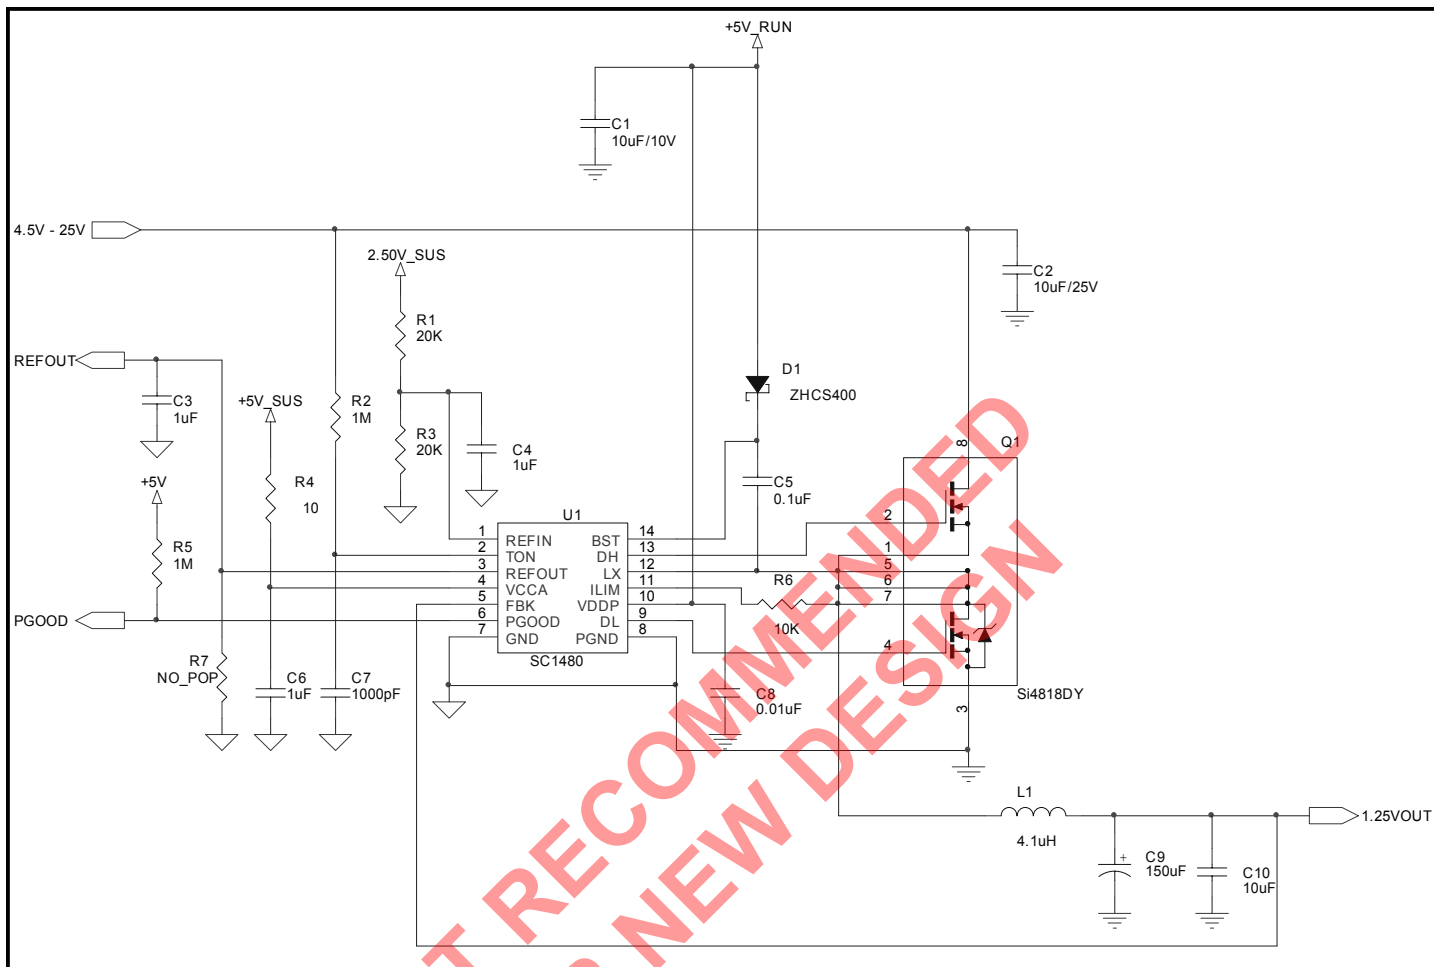 +5V_RUN
C1
10uF/10V
4.5V - 25V
2.50V_SUS
C2
10uF/25V
R1
20K
REFOUT
C3
1uF
+5V_SUS
R2
1M
D1
ZHCS400
R3
20K
C4
1uF
R4
10
+5V
C5
0.1uF
8
Q1
R5
1M
U1
1 REFIN BST 14
2 TON DH 13
3 REFOUT LX 12
4 VCCA ILIM 11
5 FBK VDDP 10
6 PGOOD DL 9
7 GND PGND 8
SC1480
2
1
5
6
7
4
R6
10K
PGOOD
R7
NO_POP
C6
1uF
C7
1000pF
C8
0.01uF
3
Si4818DY
L1
4.1uH
1.25VOUT
+
C9
150uF
C10
10uF
T RECOMMENDED
NEW DESIGN